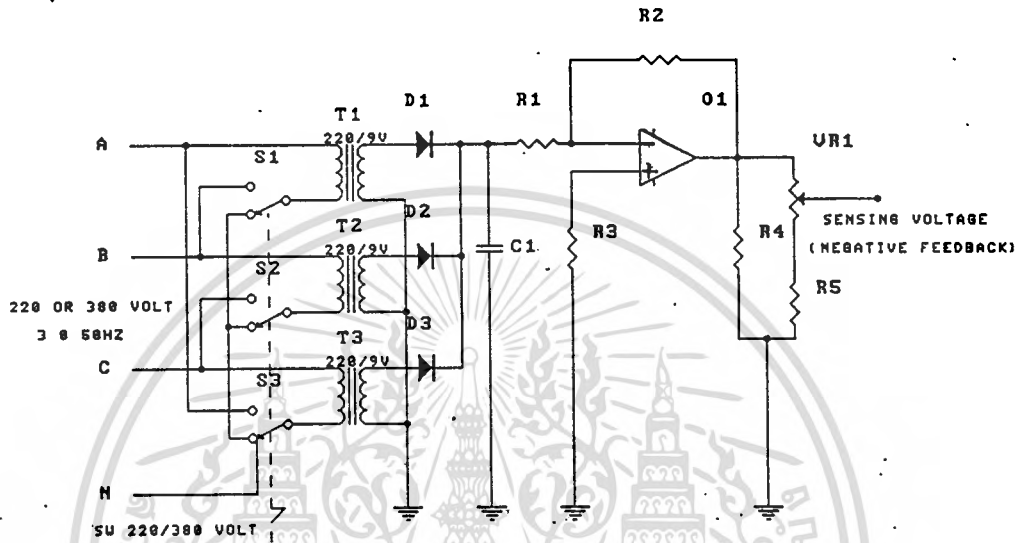 R2
D1
R1
O1
T1
A
220/9V
S1
VR1
D2
T2
B
S2
C1
R3
R4
SENSING VOLTAGE
(NEGATIVE FEEDBACK)
220/9V
220 OR 380 VOLT
D3
R5
3 Ø 50HZ
T3
C
220/9V
S3
N
SW 220/380 VOLT